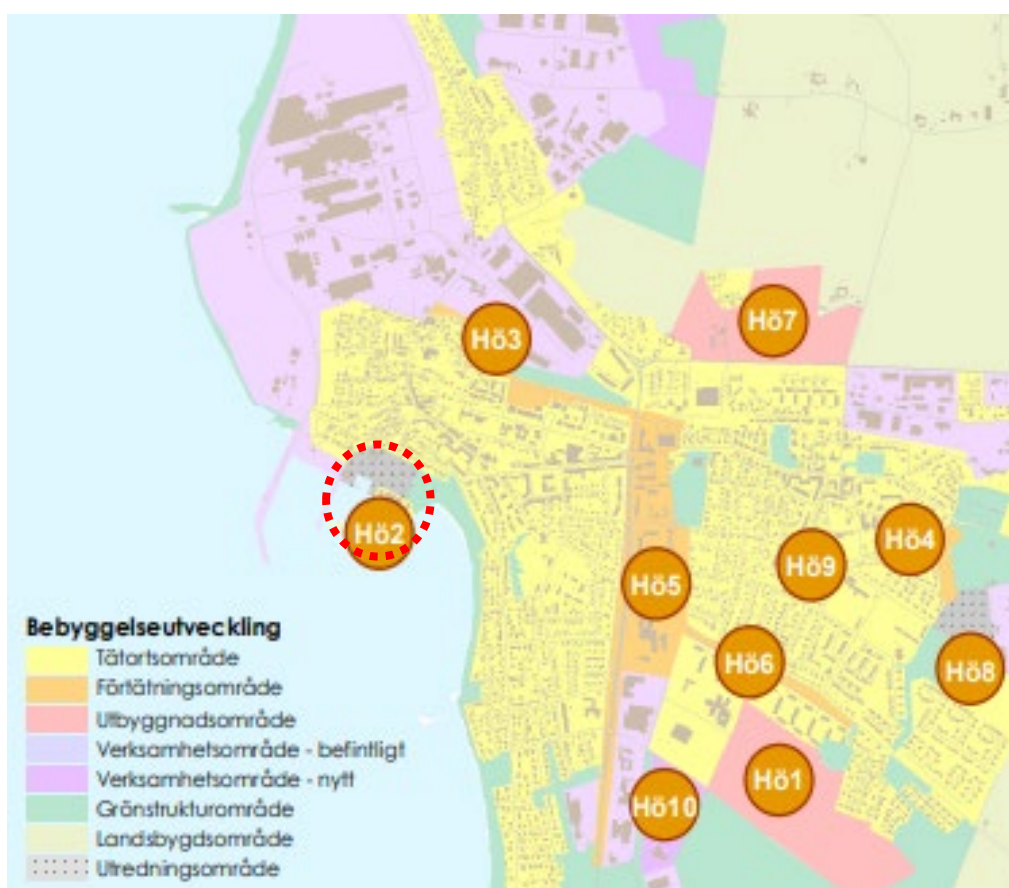 Hö7
Hö3
Hö2
Hö4
Hö9
Hö5
Hö6
Hö8
Hö1
Hö10
Bebyggelseutveckling
Tätortsområde
Förtätningsområde
Utbyggnadsområde
Verksamhetsområde - befintligt
Verksamhetsområde - nytt
Grönstrukturområde
Landsbygdsområde
Utredningsområde